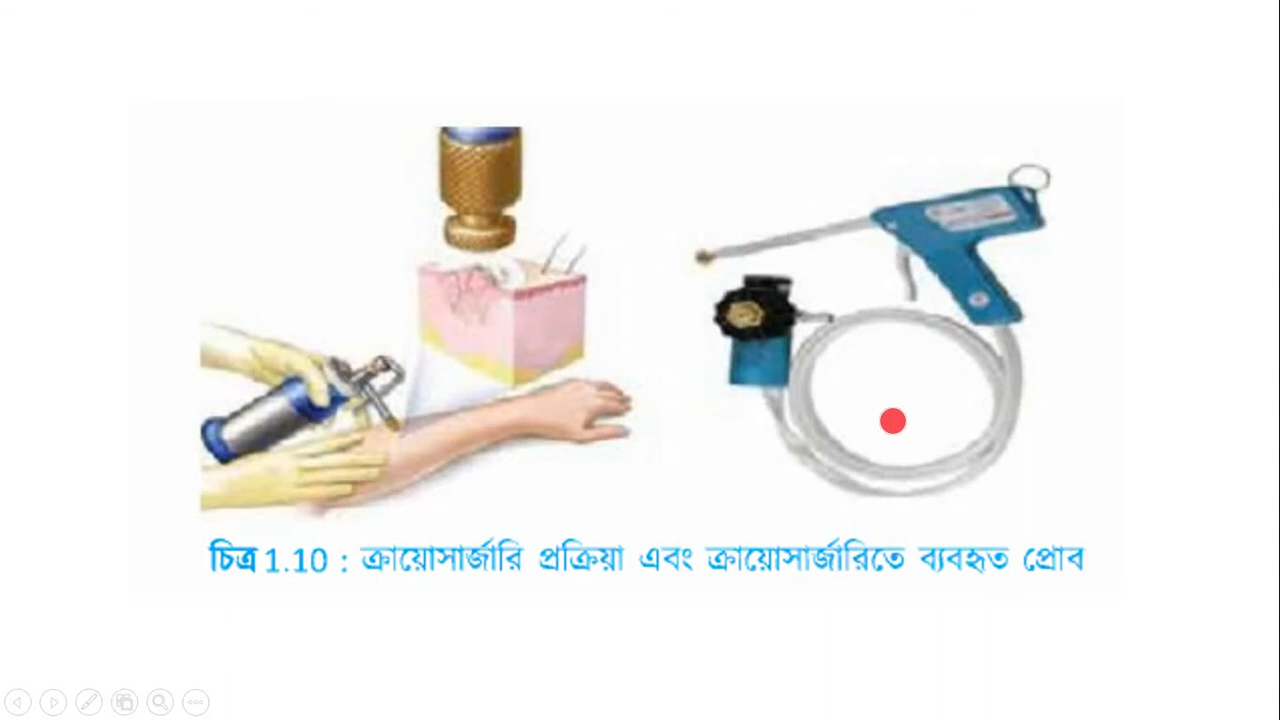 চিত্র 1.10 : ক্রায়োসার্জারি প্রক্রিয়া এবং ক্রায়োসার্জারিতে ব্যবহৃত প্রোব